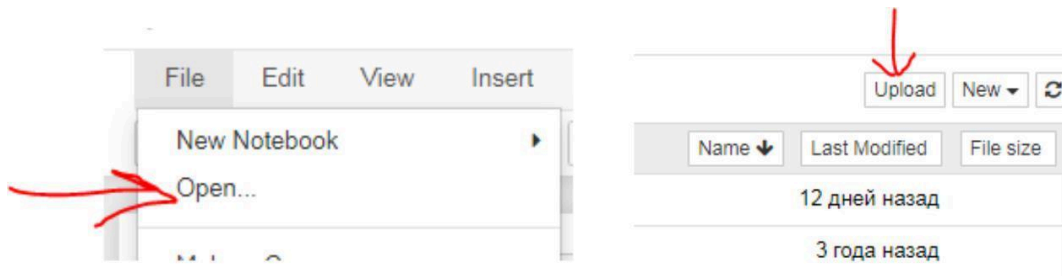 File Edit View Insert
New Notebook
Open...
Upload New
Name Last Modified File size
12 дней назад
3 года назад